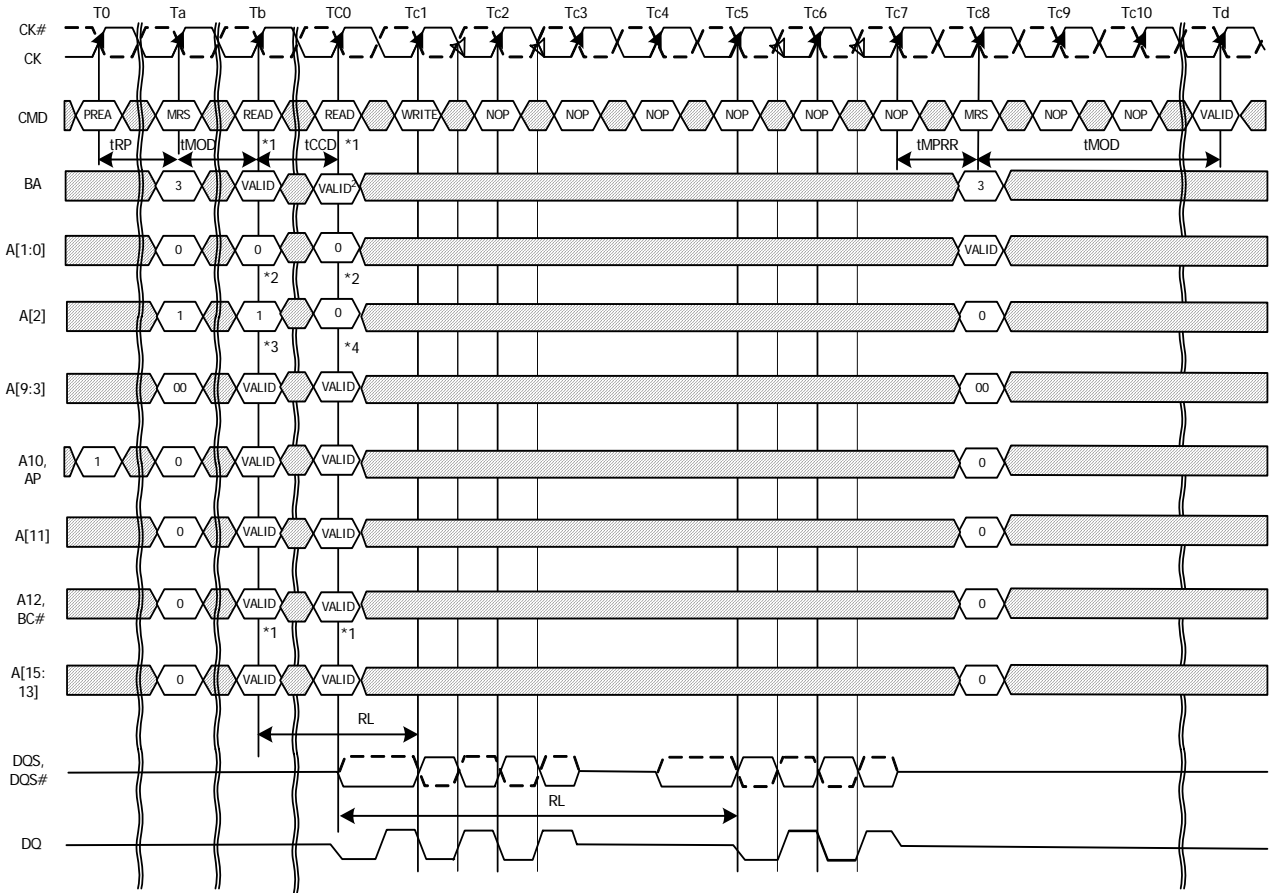 T0 Ta Tb TC0 Tc1 Tc2 Tc3 Tc4 Tc5 Tc6 Tc7 Tc8 Tc9 Tc10 Td
CK#
CK
CMD PREA MRS READ READ WRITE NOP NOP NOP NOP NOP NOP MRS NOP NOP VALID
tRP tMOD *1 tCCD *1 tMPRR tMOD
BA 3 VALID VALID2 3
A[1:0] 0 0 0 VALID
*2 *2
A[2] 1 1 0 0
*3 *4
A[9:3] 00 VALID VALID 00
A10,
AP 1 0 VALID VALID 0
A[11] 0 VALID VALID 0
A12,
BC# 0 VALID VALID 0
*1 *1
A[15:
13] 0 VALID VALID 0
RL
DQS,
DQS#
RL
DQ